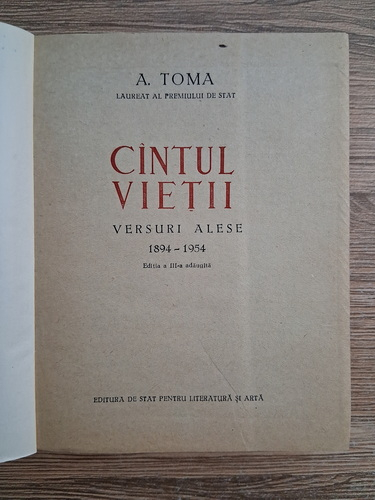 A. TOMA
LAUREAT AL PREMIULUI DE STAT
CÎNTUL
VIEȚII
VERSURI ALESE
1894 - 1954
Ediția a III-a adăugită
EDITURA DE STAT PENTRU LITERATURĂ ȘI ARTĂ